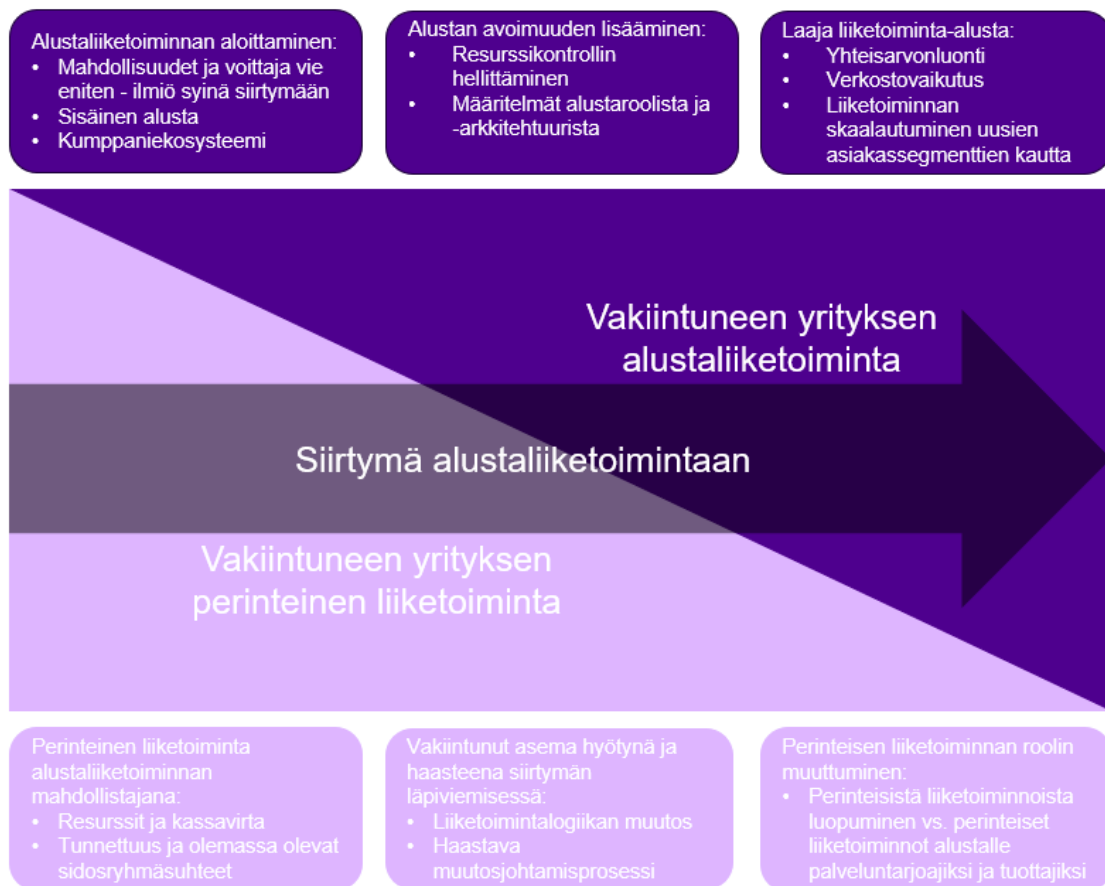 Alustaliiketoiminnan aloittaminen:
• Mahdollisuudet ja voittaja vie
eniten - ilmiö syinä siirtymään
• Sisäinen alusta
• Kumppaniekosysteemi
Alustan avoimuuden lisääminen:
• Resurssikontrollin
hellittäminen
• Määritelmät alustaroolista ja
-arkkitehtuurista
Laaja liiketoiminta-alusta:
• Yhteisarvonluonti
• Verkostovaikutus
• Liiketoiminnan
skaalautuminen uusien
asiakassegmenttien kautta
Vakiintuneen yrityksen
alustaliiketoiminta
Siirtymä alustaliiketoimintaan
Vakiintuneen yrityksen
perinteinen liiketoiminta
Perinteinen liiketoiminta
alustaliiketoiminnan
mahdollistajana:
• Resurssit ja kassavirta
• Tunnettuus ja olemassa olevat
sidosryhmäsuhteet
Vakiintunut asema hyötynä ja
haasteena siirtymän
läpiviemisessä:
• Liiketoimintalogiikan muutos
• Haastava
muutosjohtamisprosessi
Perinteisen liiketoiminnan roolin
muuttuminen:
• Perinteisistä liiketoiminnoista
luopuminen vs. perinteiset
liiketoiminnot alustalle
palveluntarjoajiksi ja tuottajiksi